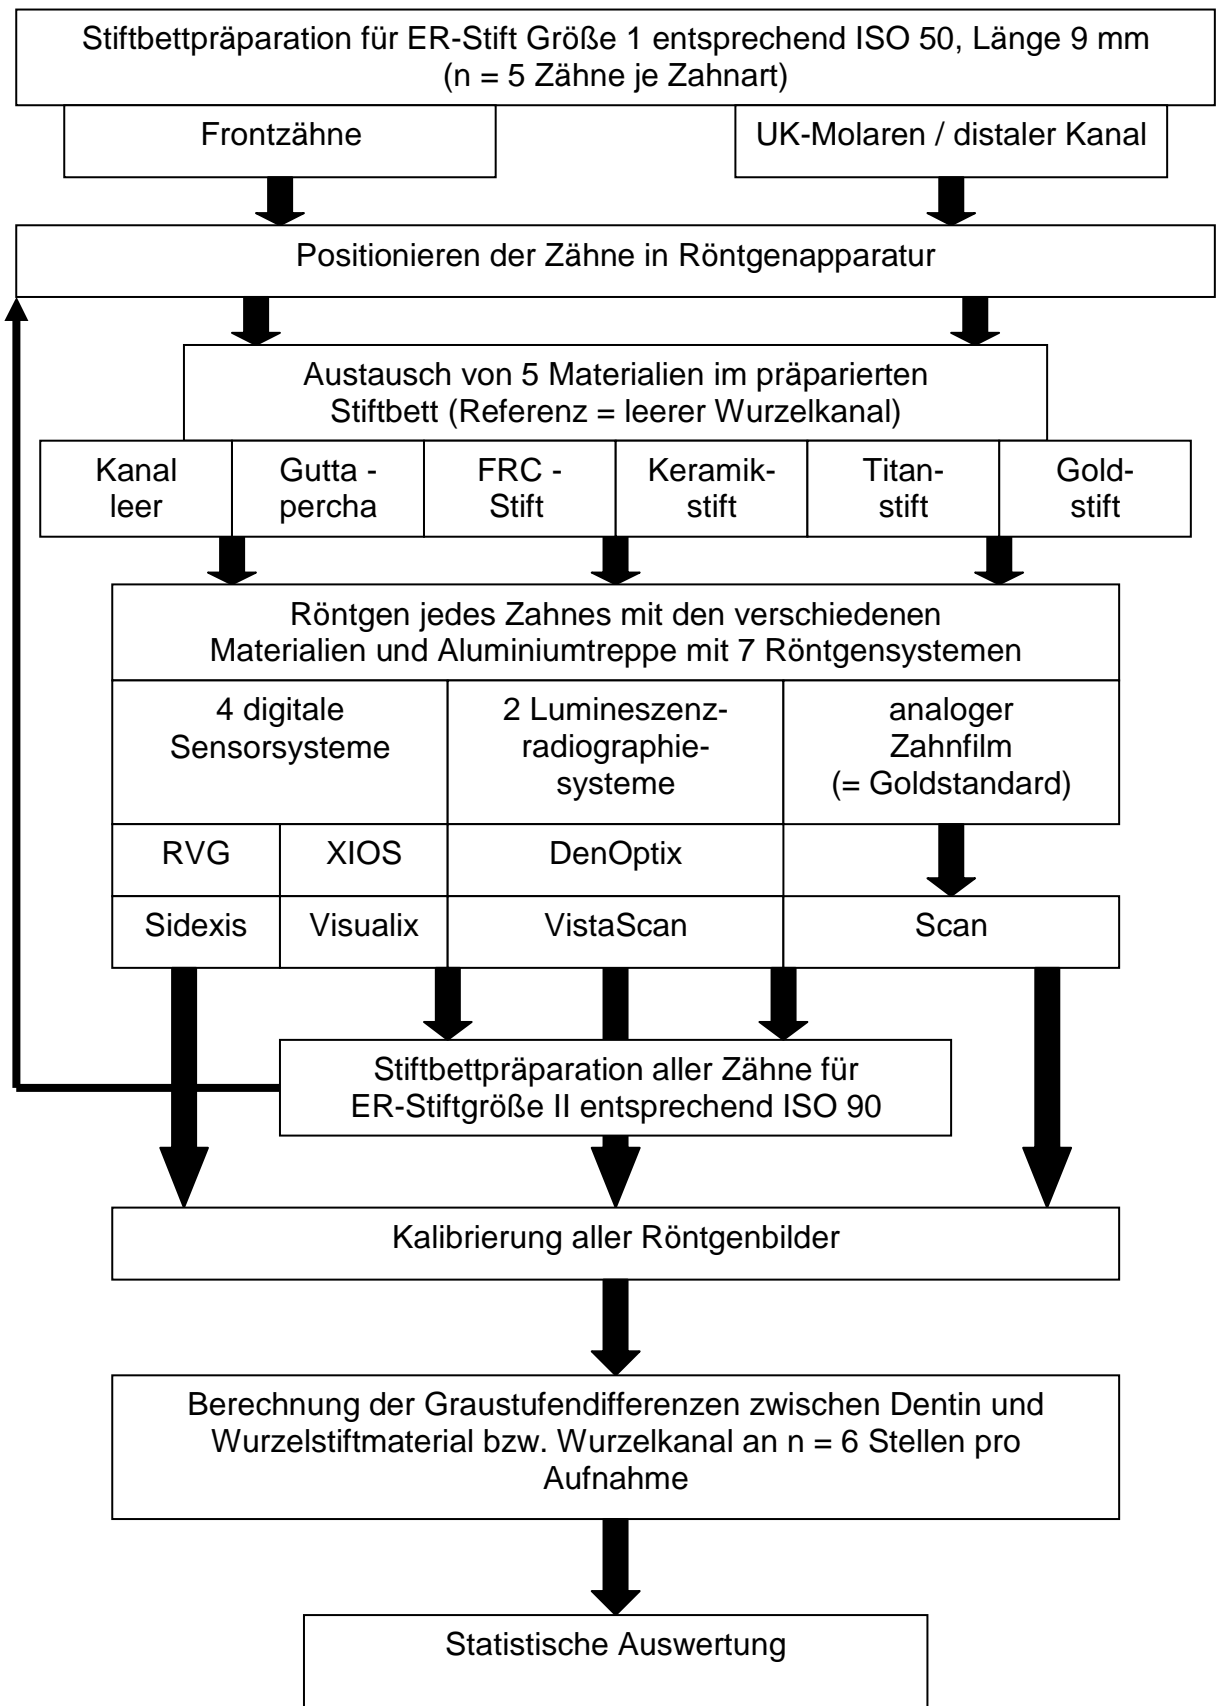 Stiftbettpräparation für ER-Stift Größe 1 entsprechend ISO 50, Länge 9 mm
(n = 5 Zähne je Zahnart)
Frontzähne
UK-Molaren / distaler Kanal
Positionieren der Zähne in Röntgenapparatur
Austausch von 5 Materialien im präparierten
Stiftbett (Referenz = leerer Wurzelkanal)
Kanal
leer
Gutta -
percha
FRC -
Stift
Keramik-
stift
Titan-
stift
Gold-
stift
Röntgen jedes Zahnes mit den verschiedenen
Materialien und Aluminiumtreppe mit 7 Röntgensystemen
4 digitale
Sensorsysteme
2 Lumineszenz-
radiographie-
systeme
analoger
Zahnfilm
(= Goldstandard)
RVG
XIOS
DenOptix
Sidexis
Visualix
VistaScan
Scan
Stiftbettpräparation aller Zähne für
ER-Stiftgröße II entsprechend ISO 90
Kalibrierung aller Röntgenbilder
Berechnung der Graustufendifferenzen zwischen Dentin und
Wurzelstiftmaterial bzw. Wurzelkanal an n = 6 Stellen pro
Aufnahme
Statistische Auswertung